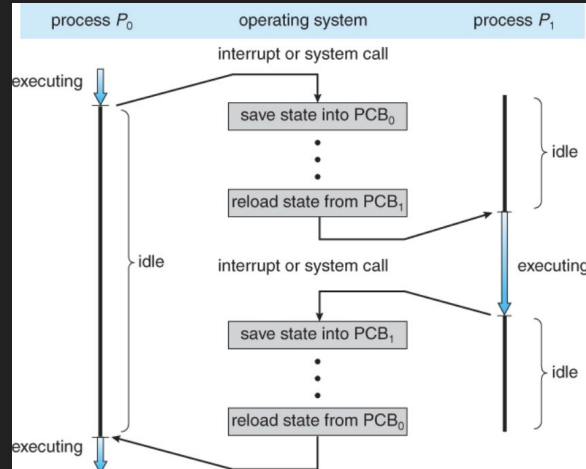 process P0 operating system process P1
interrupt or system call
executing
save state into PCB0
idle
reload state from PCB1
idle
interrupt or system call
executing
save state into PCB1
idle
reload state from PCB0
executing